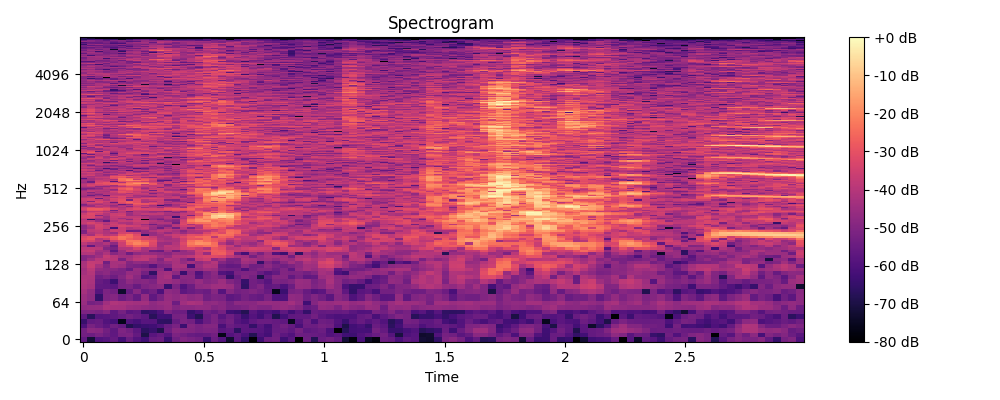 Spectrogram
Hz
4096
2048
1024
512
256
128
64
0
0
0.5
1
1.5
2
2.5
Time
+0 dB
-10 dB
-20 dB
-30 dB
-40 dB
-50 dB
-60 dB
-70 dB
-80 dB